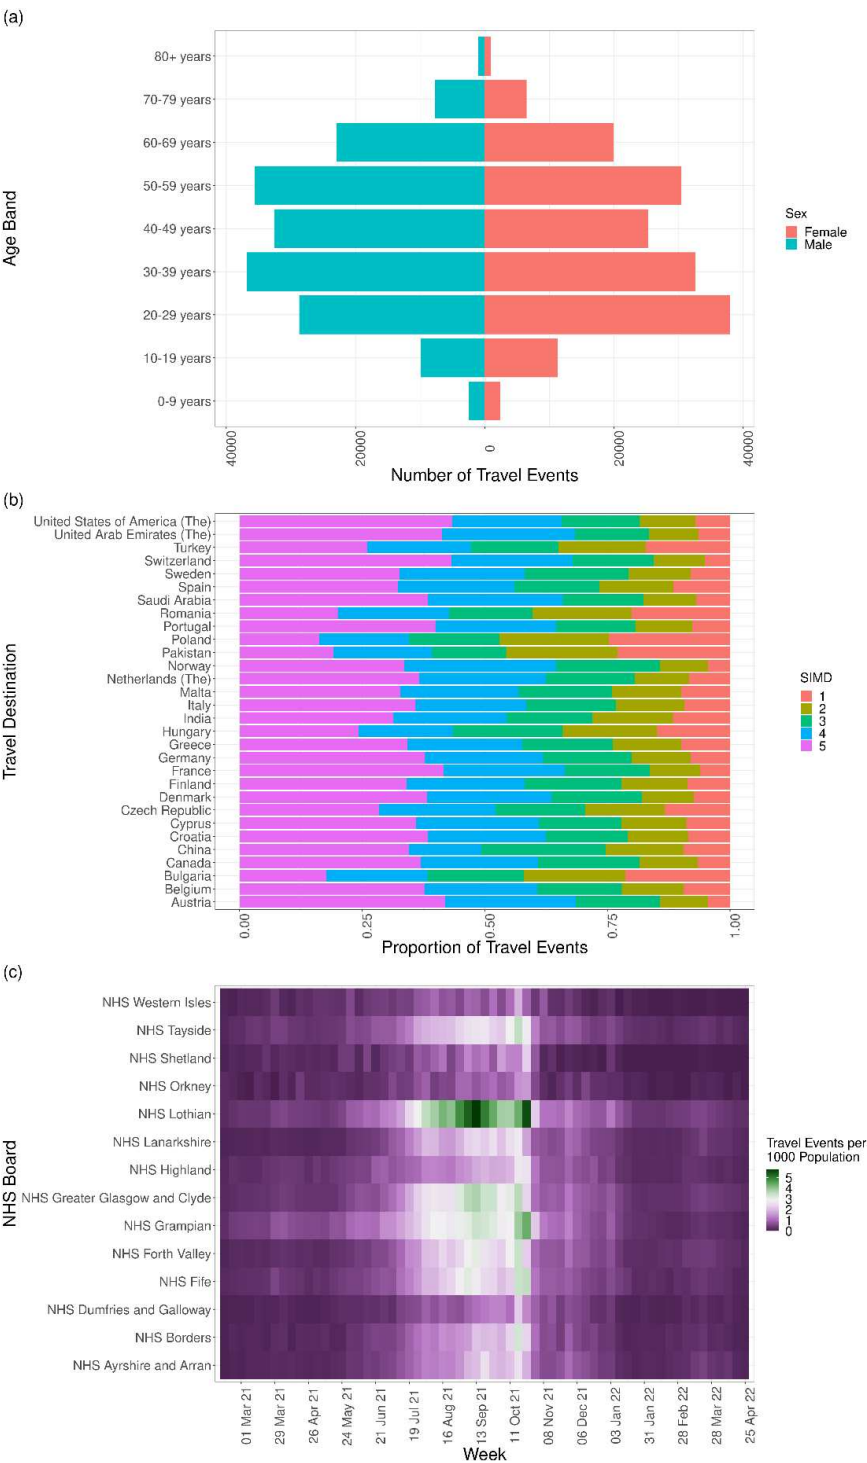 (a)
80+ years
70-79 years
60-69 years
50-59 years
40-49 years
30-39 years
20-29 years
10-19 years
0-9 years
Age Band
40000
20000
0
20000
40000
Number of Travel Events
Sex
Female
Male
(b)
United States of America (The)
United Arab Emirates (The)
Turkey
Switzerland
Sweden
Spain
Saudi Arabia
Romania
Portugal
Poland
Pakistan
Norway
Netherlands (The)
Malta
Italy
India
Hungary
Greece
Germany
France
Finland
Denmark
Czech Republic
Cyprus
Croatia
China
Canada
Bulgaria
Belgium
Austria
Travel Destination
0.00
0.25
0.50
0.75
1.00
Proportion of Travel Events
SIMD
1
2
3
4
5
(c)
NHS Western Isles
NHS Tayside
NHS Shetland
NHS Orkney
NHS Lothian
NHS Lanarkshire
NHS Highland
NHS Greater Glasgow and Clyde
NHS Grampian
NHS Forth Valley
NHS Fife
NHS Dumfries and Galloway
NHS Borders
NHS Ayrshire and Arran
NHS Board
01 Mar 21
29 Mar 21
26 Apr 21
24 May 21
21 Jun 21
19 Jul 21
16 Aug 21
13 Sep 21
11 Oct 21
08 Nov 21
06 Dec 21
03 Jan 22
31 Jan 22
28 Feb 22
28 Mar 22
25 Apr 22
Week
Travel Events per
1000 Population
5
4
3
2
1
0